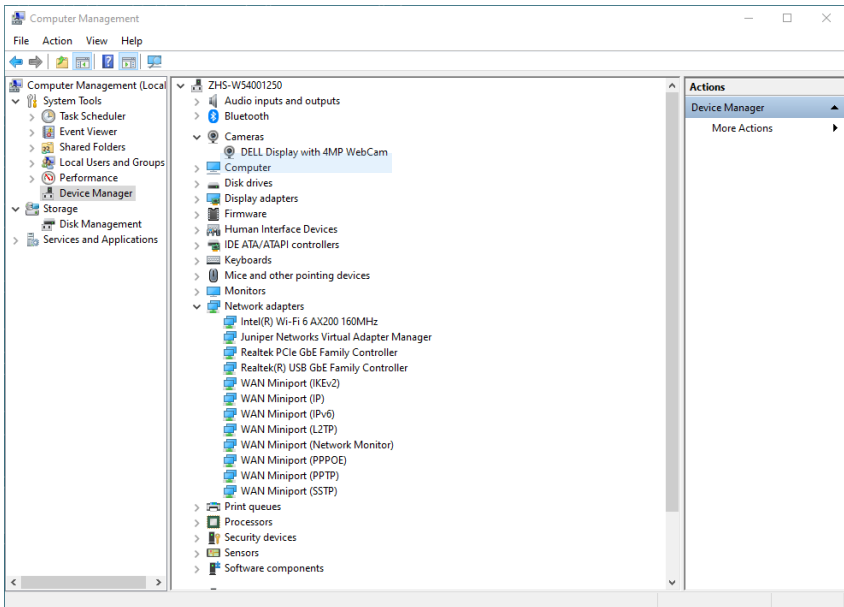 Computer Management
File Action View Help
Computer Management (Local
System Tools
Task Scheduler
Event Viewer
Shared Folders
Local Users and Groups
Performance
Device Manager
Storage
Disk Management
Services and Applications
ZHS-W54001250
Audio inputs and outputs
Bluetooth
Cameras
DELL Display with 4MP WebCam
Computer
Disk drives
Display adapters
Firmware
Human Interface Devices
IDE ATA/ATAPI controllers
Keyboards
Mice and other pointing devices
Monitors
Network adapters
Intel(R) Wi-Fi 6 AX200 160MHz
Juniper Networks Virtual Adapter Manager
Realtek PCIe GbE Family Controller
Realtek(R) USB GbE Family Controller
WAN Miniport (IKEv2)
WAN Miniport (IP)
WAN Miniport (IPv6)
WAN Miniport (L2TP)
WAN Miniport (Network Monitor)
WAN Miniport (PPPOE)
WAN Miniport (PPTP)
WAN Miniport (SSTP)
Print queues
Processors
Security devices
Sensors
Software components
Actions
Device Manager
More Actions